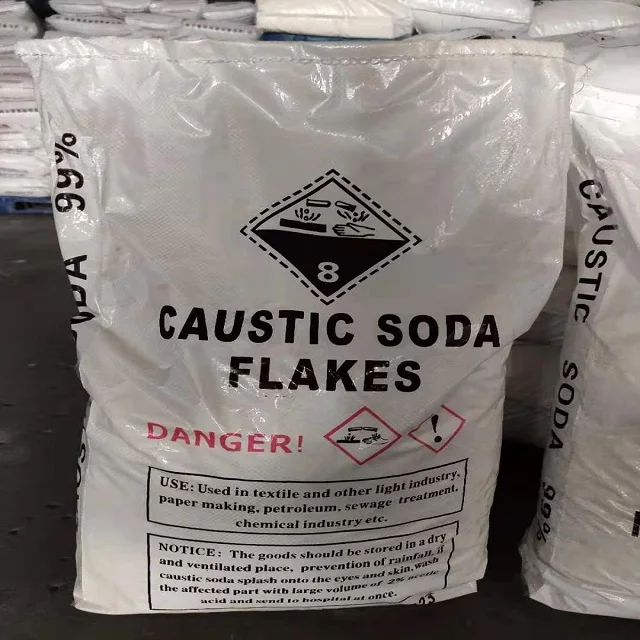 8
CAUSTIC SODA
FLAKES
DANGER!
USE: Used in textile and other light industry,
paper making, petroleum, sewage treatment,
chemical industry etc.
NOTICE: The goods should be stored in a dry
and ventilated place, prevention of rainfall, if
caustic soda splash onto the eyes and skin, wash
the affected part with large volume of 2% acetic
acid and send to hospital at once.
23
SODA 99%
CAUSTIC SODA 99%